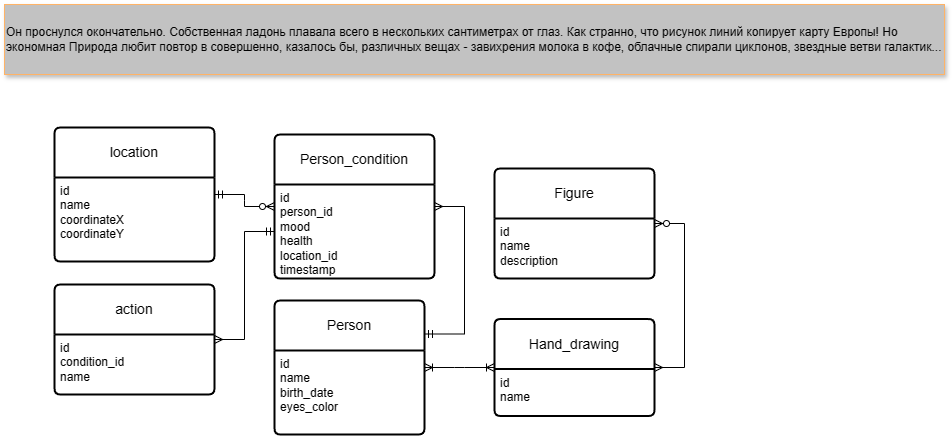 Он проснулся окончательно. Собственная ладонь плавала всего в нескольких сантиметрах от глаз. Как странно, что рисунок линий копирует карту Европы! Но
экономная Природа любит повтор в совершенно, казалось бы, различных вещах - завихрения молока в кофе, облачные спирали циклонов, звездные ветви галактик...
location
id
name
coordinateX
coordinateY
Person_condition
id
person_id
mood
health
location_id
timestamp
Figure
id
name
description
action
id
condition_id
name
Person
id
name
birth_date
eyes_color
Hand_drawing
id
name